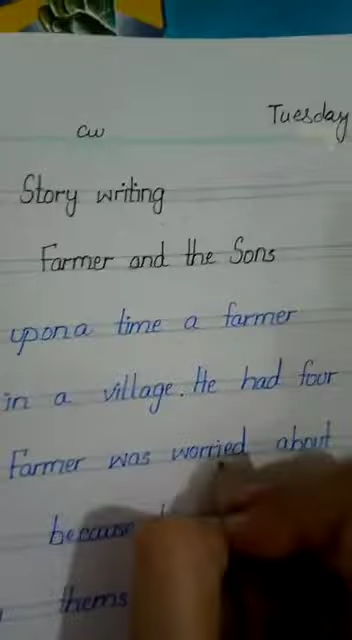 Tuesday
cw
Story writing
Farmer and the Sons
upon a time a farmer
in a village. He had four
Farmer was worried about
because
thems